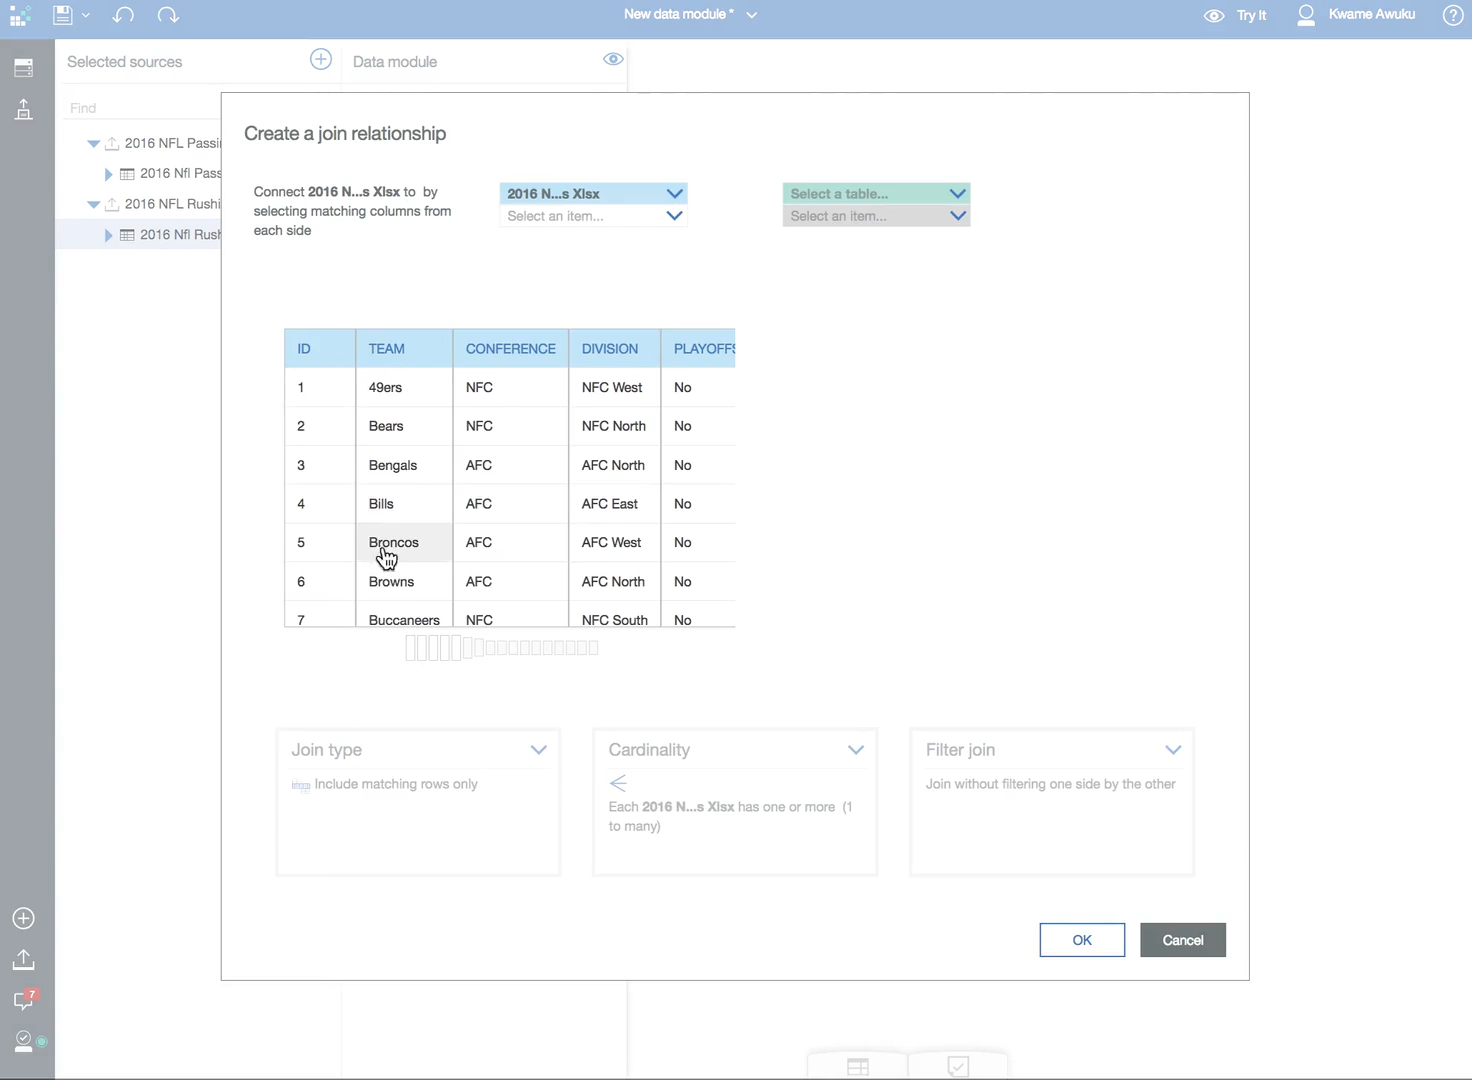 New data module *
Try It
Kwame Awuku
?
Selected sources
Data module
Find
2016 NFL Passi
2016 Nfl Pass
2016 NFL Rushi
2016 Nfl Rush
7
Create a join relationship
Connect 2016 N...s Xlsx to by
selecting matching columns from
each side
2016 N...s Xlsx
Select an item...
Select a table...
Select an item...
ID TEAM CONFERENCE DIVISION PLAYOFFS
1 49ers NFC NFC West No
2 Bears NFC NFC North No
3 Bengals AFC AFC North No
4 Bills AFC AFC East No
5 Broncos AFC AFC West No
6 Browns AFC AFC North No
7 Buccaneers NFC NFC South No
Join type
Include matching rows only
Cardinality
Each 2016 N...s Xlsx has one or more (1
to many)
Filter join
Join without filtering one side by the other
OK
Cancel